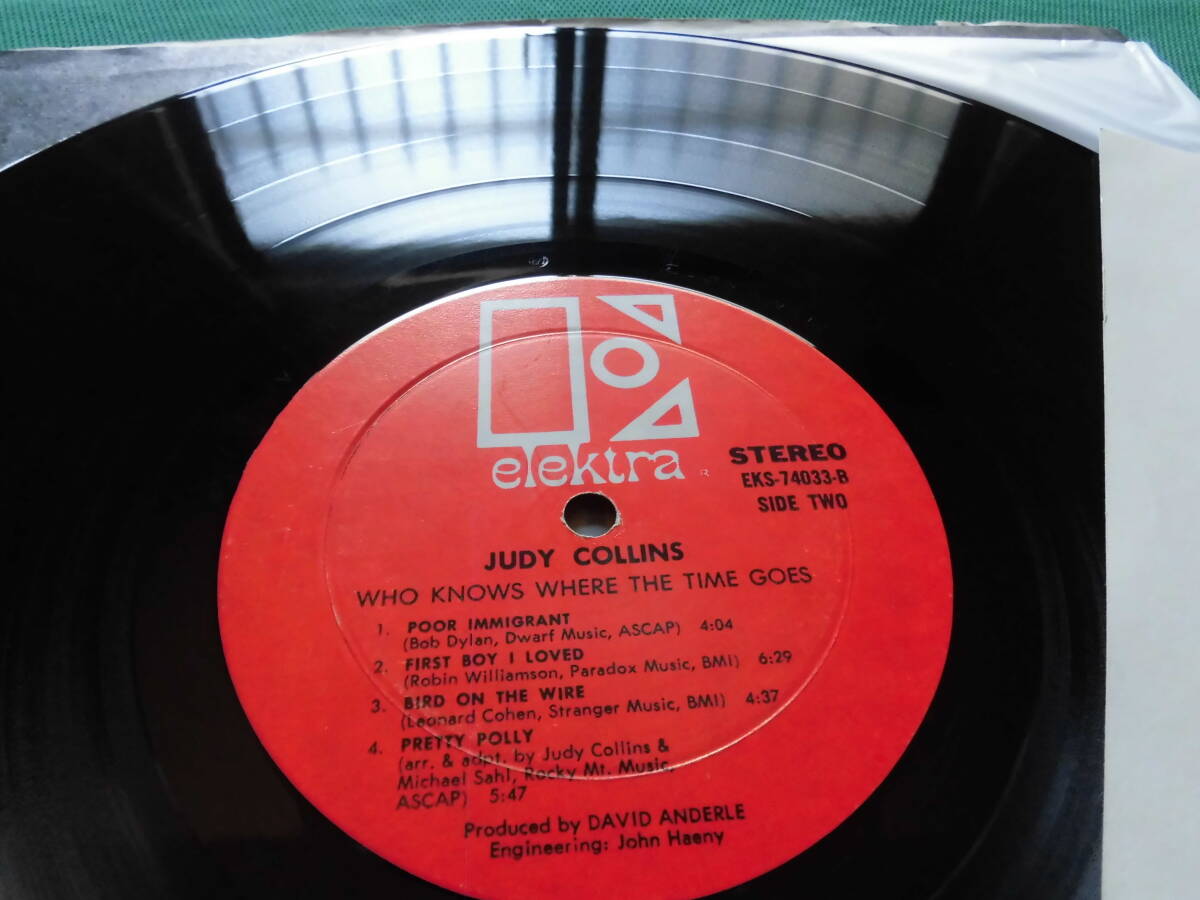 elektra
R
STEREO
EKS-74033-B
SIDE TWO
JUDY COLLINS
WHO KNOWS WHERE THE TIME GOES
1. POOR IMMIGRANT
(Bob Dylan, Dwarf Music, ASCAP) 4:04
2. FIRST BOY I LOVED
(Robin Williamson, Paradox Music, BMI) 6:29
3. BIRD ON THE WIRE
(Leonard Cohen, Stranger Music, BMI) 4:37
4. PRETTY POLLY
(arr. & adpt. by Judy Collins &
Michael Sahl, Rocky Mt. Music,
ASCAP) 5:47
Produced by DAVID ANDERLE
Engineering: John Haeny